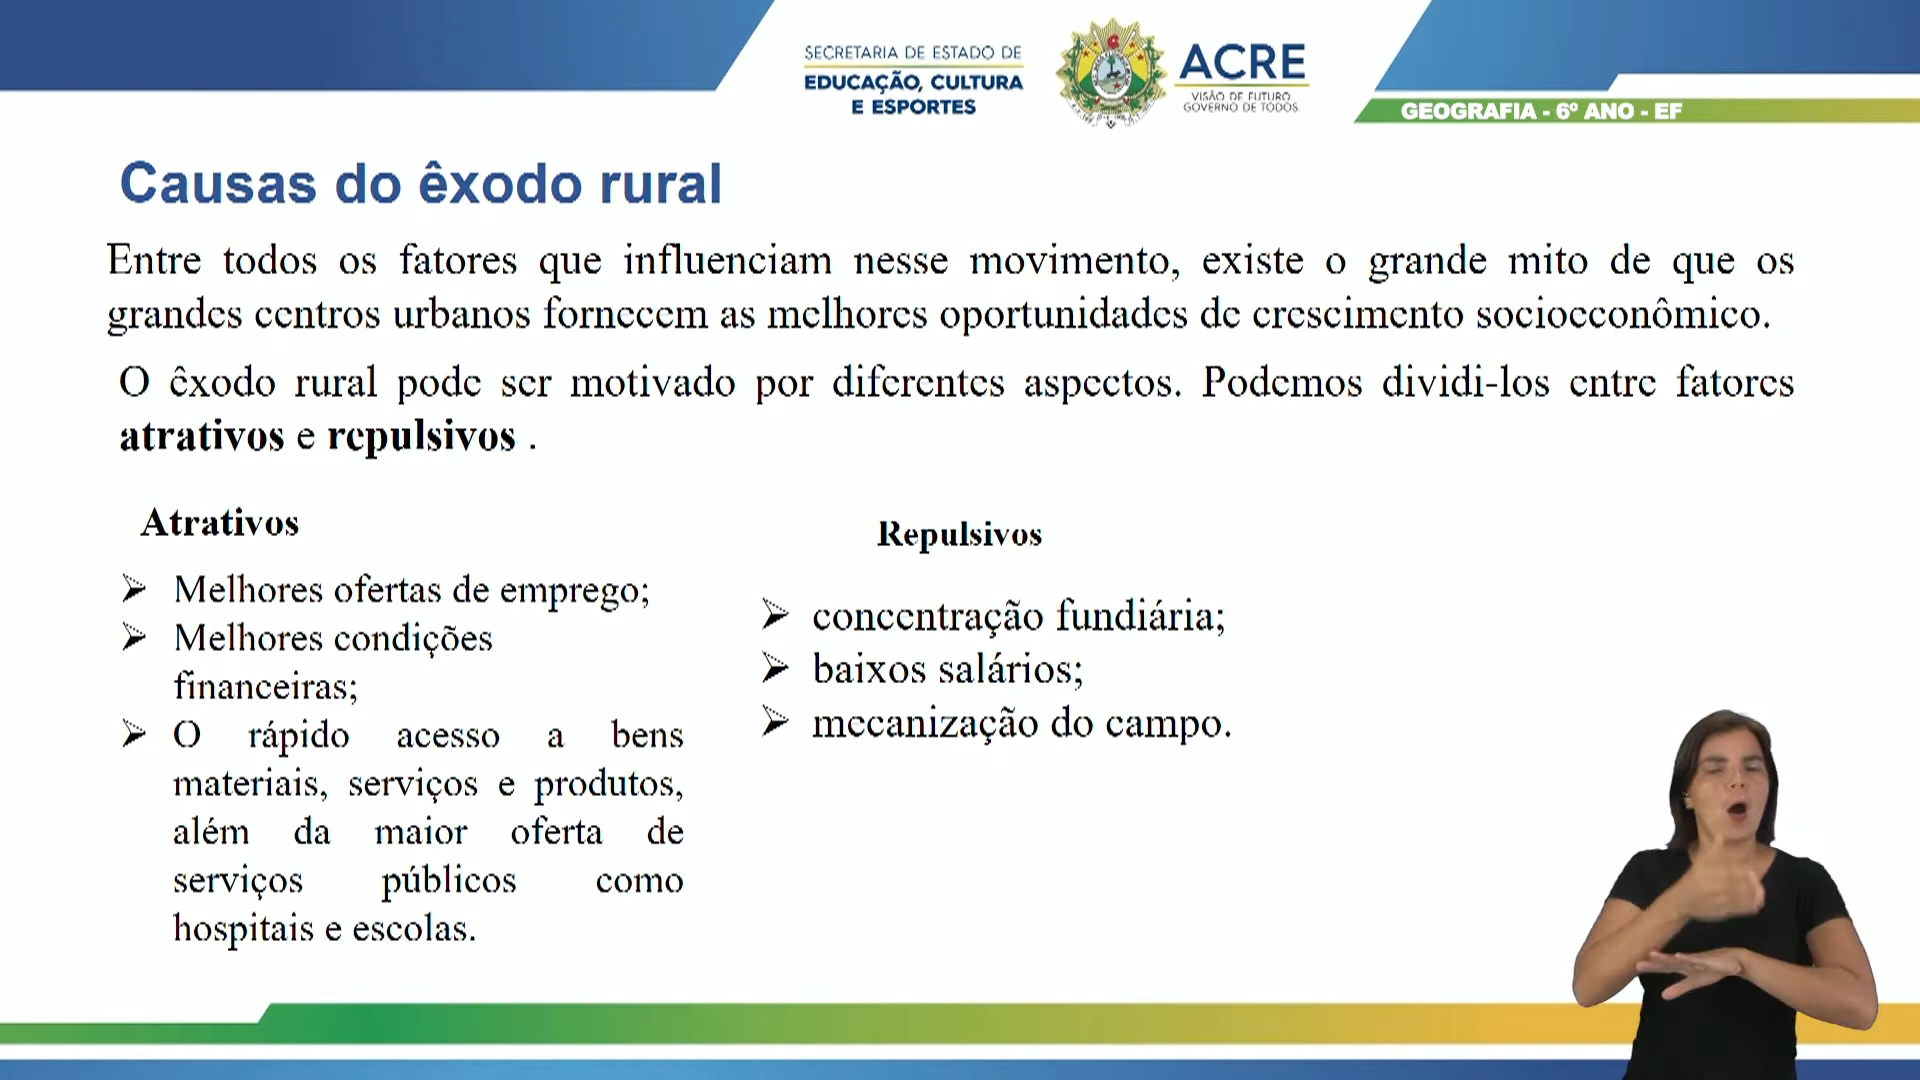 SECRETARIA DE ESTADO DE
EDUCAÇÃO, CULTURA
E ESPORTES
ACRE
VISÃO DE FUTURO
GOVERNO DE TODOS
GEOGRAFIA - 6º ANO - EF
Causas do êxodo rural
Entre todos os fatores que influenciam nesse movimento, existe o grande mito de que os
grandes centros urbanos fornecem as melhores oportunidades de crescimento socioeconômico.
O êxodo rural pode ser motivado por diferentes aspectos. Podemos dividi-los entre fatores
atrativos e repulsivos .
Atrativos
➢ Melhores ofertas de emprego;
➢ Melhores condições
financeiras;
➢ O rápido acesso a bens
materiais, serviços e produtos,
além da maior oferta de
serviços públicos como
hospitais e escolas.
Repulsivos
➢ concentração fundiária;
➢ baixos salários;
➢ mecanização do campo.